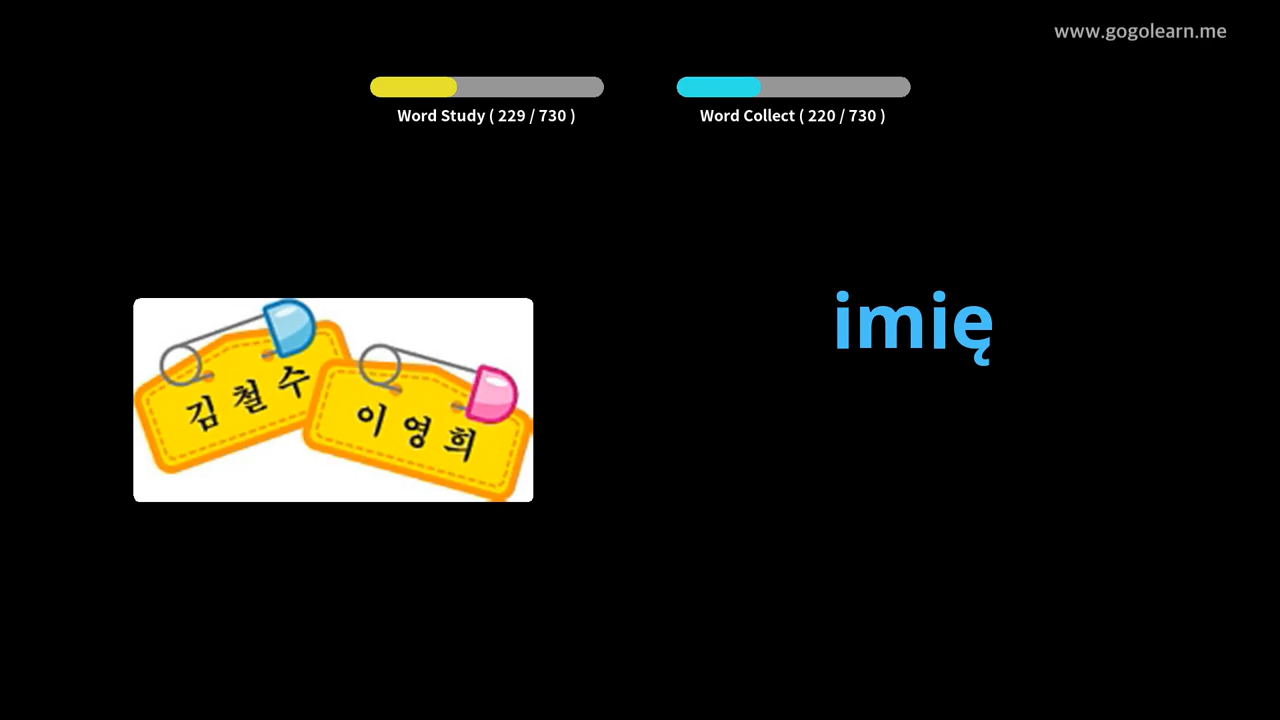 www.gogolearn.me
Word Study ( 229 / 730 )
Word Collect ( 220 / 730 )
imię
김철수
이영희